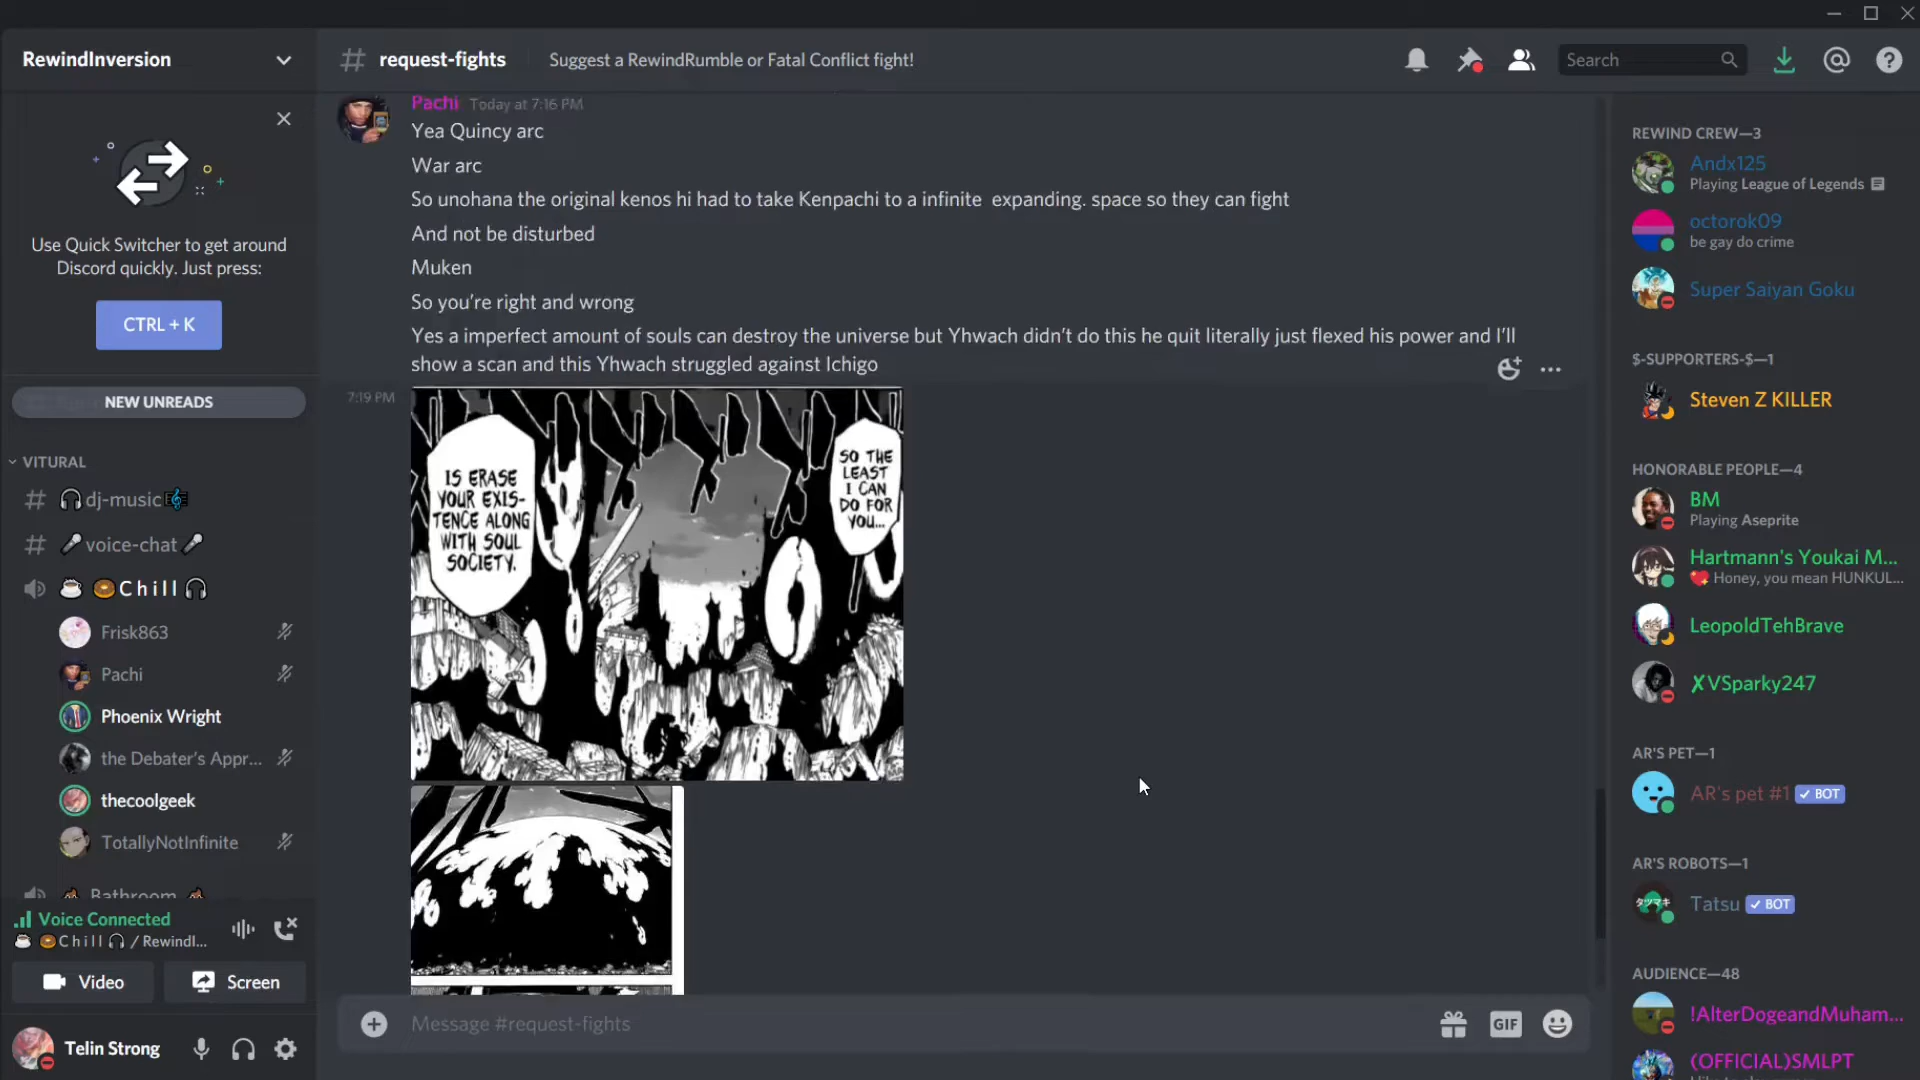 RewindInversion
request-fights
Suggest a RewindRumble or Fatal Conflict fight!
Search
Use Quick Switcher to get around
Discord quickly. Just press:
CTRL + K
NEW UNREADS
VITURAL
dj-music
voice-chat
Chill
Frisk863
Pachi
Phoenix Wright
the Debater's Appr...
thecoolgeek
TotallyNotInfinite
Bathroom
Voice Connected
Chill / RewindI...
Video
Screen
Telin Strong
Pachi Today at 7:16 PM
Yea Quincy arc
War arc
So unohana the original kenos hi had to take Kenpachi to a infinite expanding. space so they can fight
And not be disturbed
Muken
So you’re right and wrong
Yes a imperfect amount of souls can destroy the universe but Yhwach didn’t do this he quit literally just flexed his power and I’ll
show a scan and this Yhwach struggled against Ichigo
7:19 PM
SO THE
LEAST
I CAN
DO FOR
YOU...
IS ERASE
YOUR EXIS-
TENCE ALONG
WITH SOUL
SOCIETY.
Message #request-fights
GIF
REWIND CREW—3
Andx125
Playing League of Legends
octorok09
be gay do crime
Super Saiyan Goku
$-SUPPORTERS-$—1
Steven Z KILLER
HONORABLE PEOPLE—4
BM
Playing Aseprite
Hartmann's Youkai M...
Honey, you mean HUNKUL...
LeopoldTehBrave
✗VSparky247
AR'S PET—1
AR's pet #1 BOT
AR'S ROBOTS—1
Tatsu BOT
AUDIENCE—48
!AlterDogeandMuham...
(OFFICIAL)SMLPT